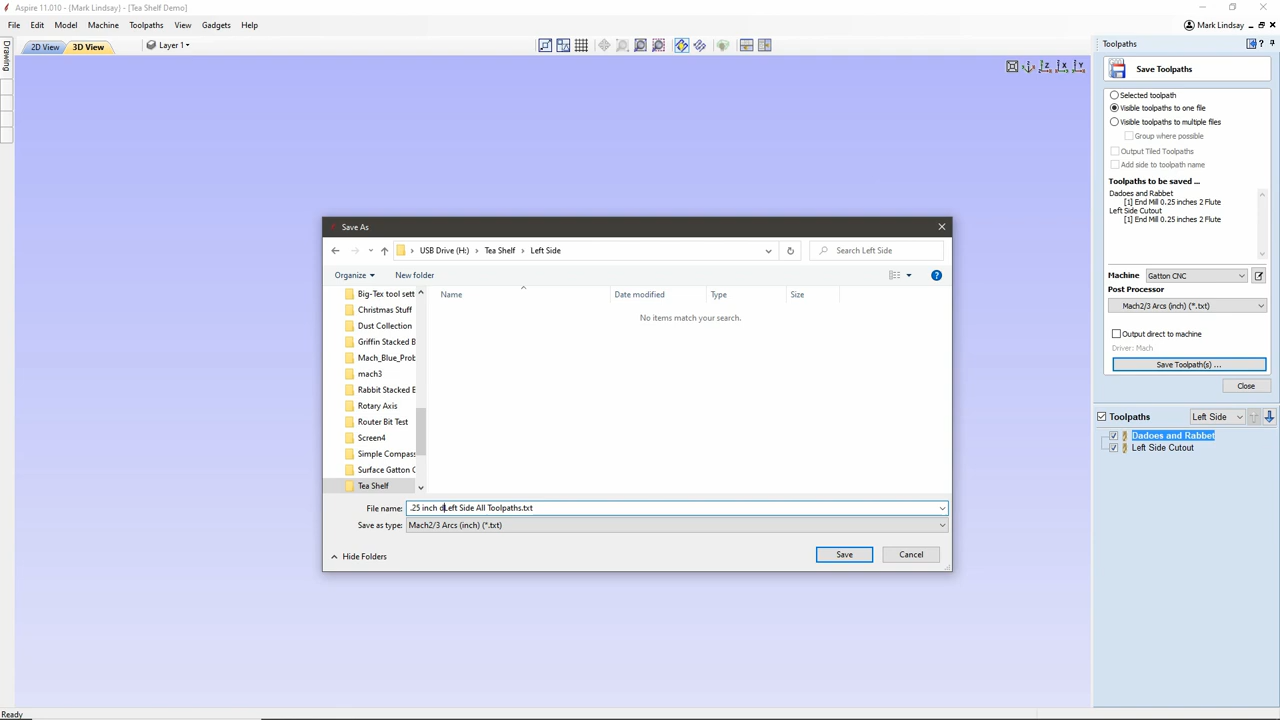 Aspire 11.010 (Mark Lindsay) - [Tea Shelf Demo]
File Edit Model Machine Toolpaths View Gadgets Help
Mark Lindsay
Drawing
2D View 3D View Layer 1
Toolpaths
Save Toolpaths
Selected toolpath
Visible toolpaths to one file
Visible toolpaths to multiple files
Group where possible
Output Tiled Toolpaths
Add side to toolpath name
Toolpaths to be saved ...
Dadoes and Rabbet
[1] End Mill 0.25 inches 2 Flute
Left Side Cutout
[1] End Mill 0.25 inches 2 Flute
Machine Gatton CNC
Post Processor
Mach2/3 Arcs (inch) (*.txt)
Output direct to machine
Driver: Mach
Save Toolpath(s) ...
Close
Toolpaths Left Side
Dadoes and Rabbet
Left Side Cutout
Save As
USB Drive (H:) › Tea Shelf › Left Side
Search Left Side
Organize New folder
Name Date modified Type Size
No items match your search.
Big-Tex tool sett
Christmas Stuff
Dust Collection
Griffin Stacked B
Mach_Blue_Prob
mach3
Rabbit Stacked B
Rotary Axis
Router Bit Test
Screen4
Simple Compass
Surface Gatton C
Tea Shelf
File name: .25 inch dLeft Side All Toolpaths.txt
Save as type: Mach2/3 Arcs (inch) (*.txt)
Hide Folders Save Cancel
Ready